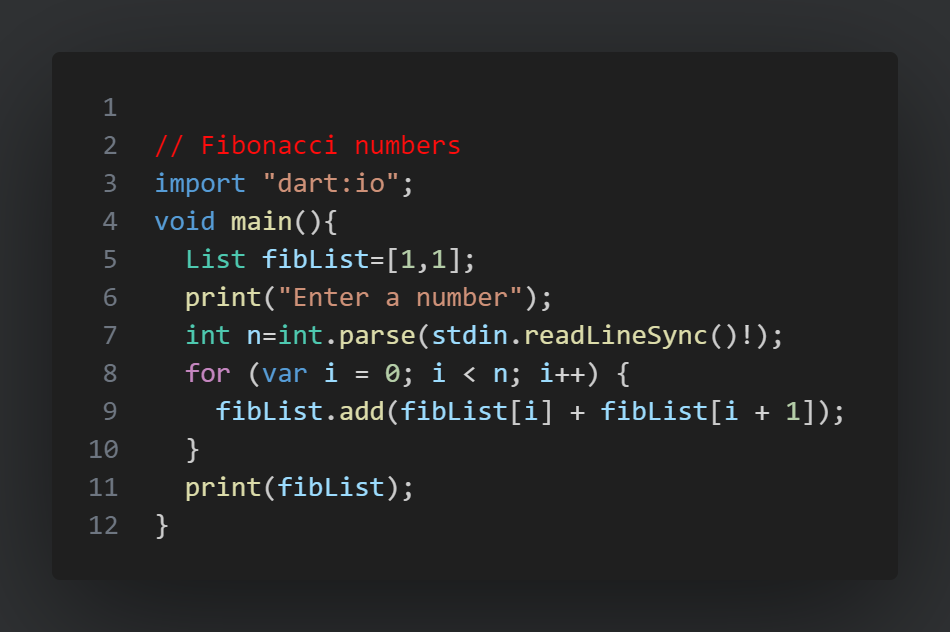 1
2 // Fibonacci numbers
3 import "dart:io";
4 void main(){
5   List fibList=[1,1];
6   print("Enter a number");
7   int n=int.parse(stdin.readLineSync()!);
8   for (var i = 0; i < n; i++) {
9     fibList.add(fibList[i] + fibList[i + 1]);
10   }
11   print(fibList);
12 }